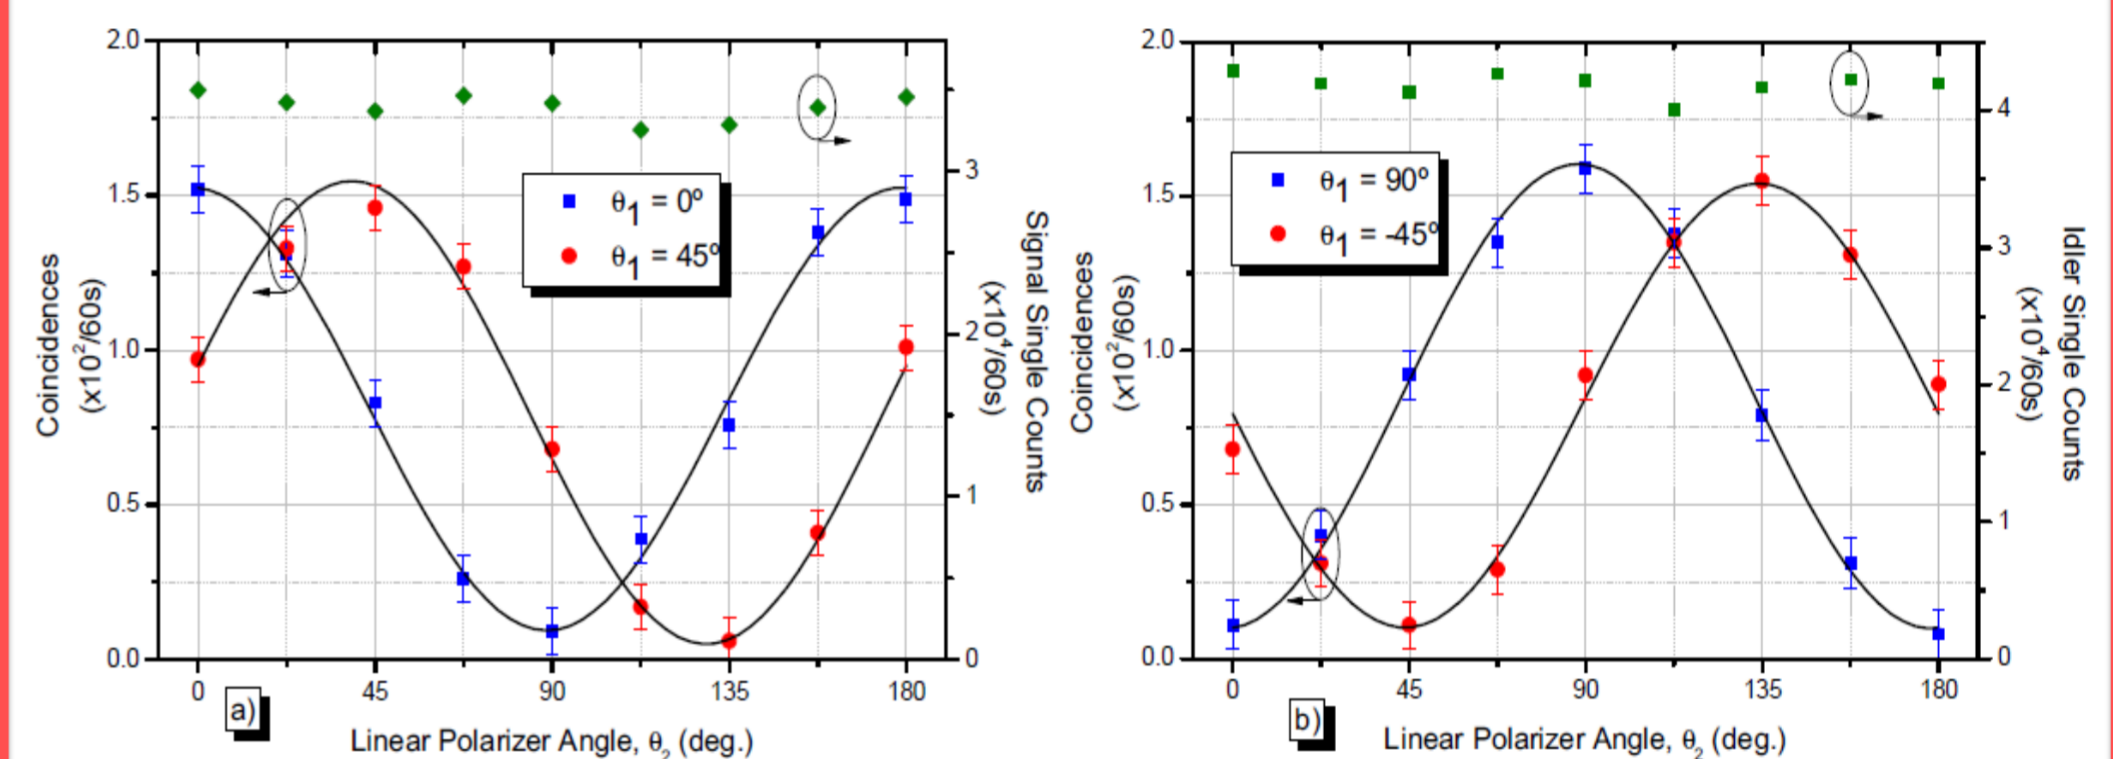 2.0
1.5
1.0
0.5
0.0
Coincidences
(x10²/60s)
θ₁ = 0º
θ₁ = 45º
3
2
1
0
Signal Single Counts
(x10⁴/60s)
0 45 90 135 180
a)
Linear Polarizer Angle, θ₂ (deg.)
2.0
1.5
1.0
0.5
0.0
Coincidences
(x10²/60s)
θ₁ = 90º
θ₁ = -45º
4
3
2
1
0
Idler Single Counts
(x10⁴/60s)
0 45 90 135 180
b)
Linear Polarizer Angle, θ₂ (deg.)